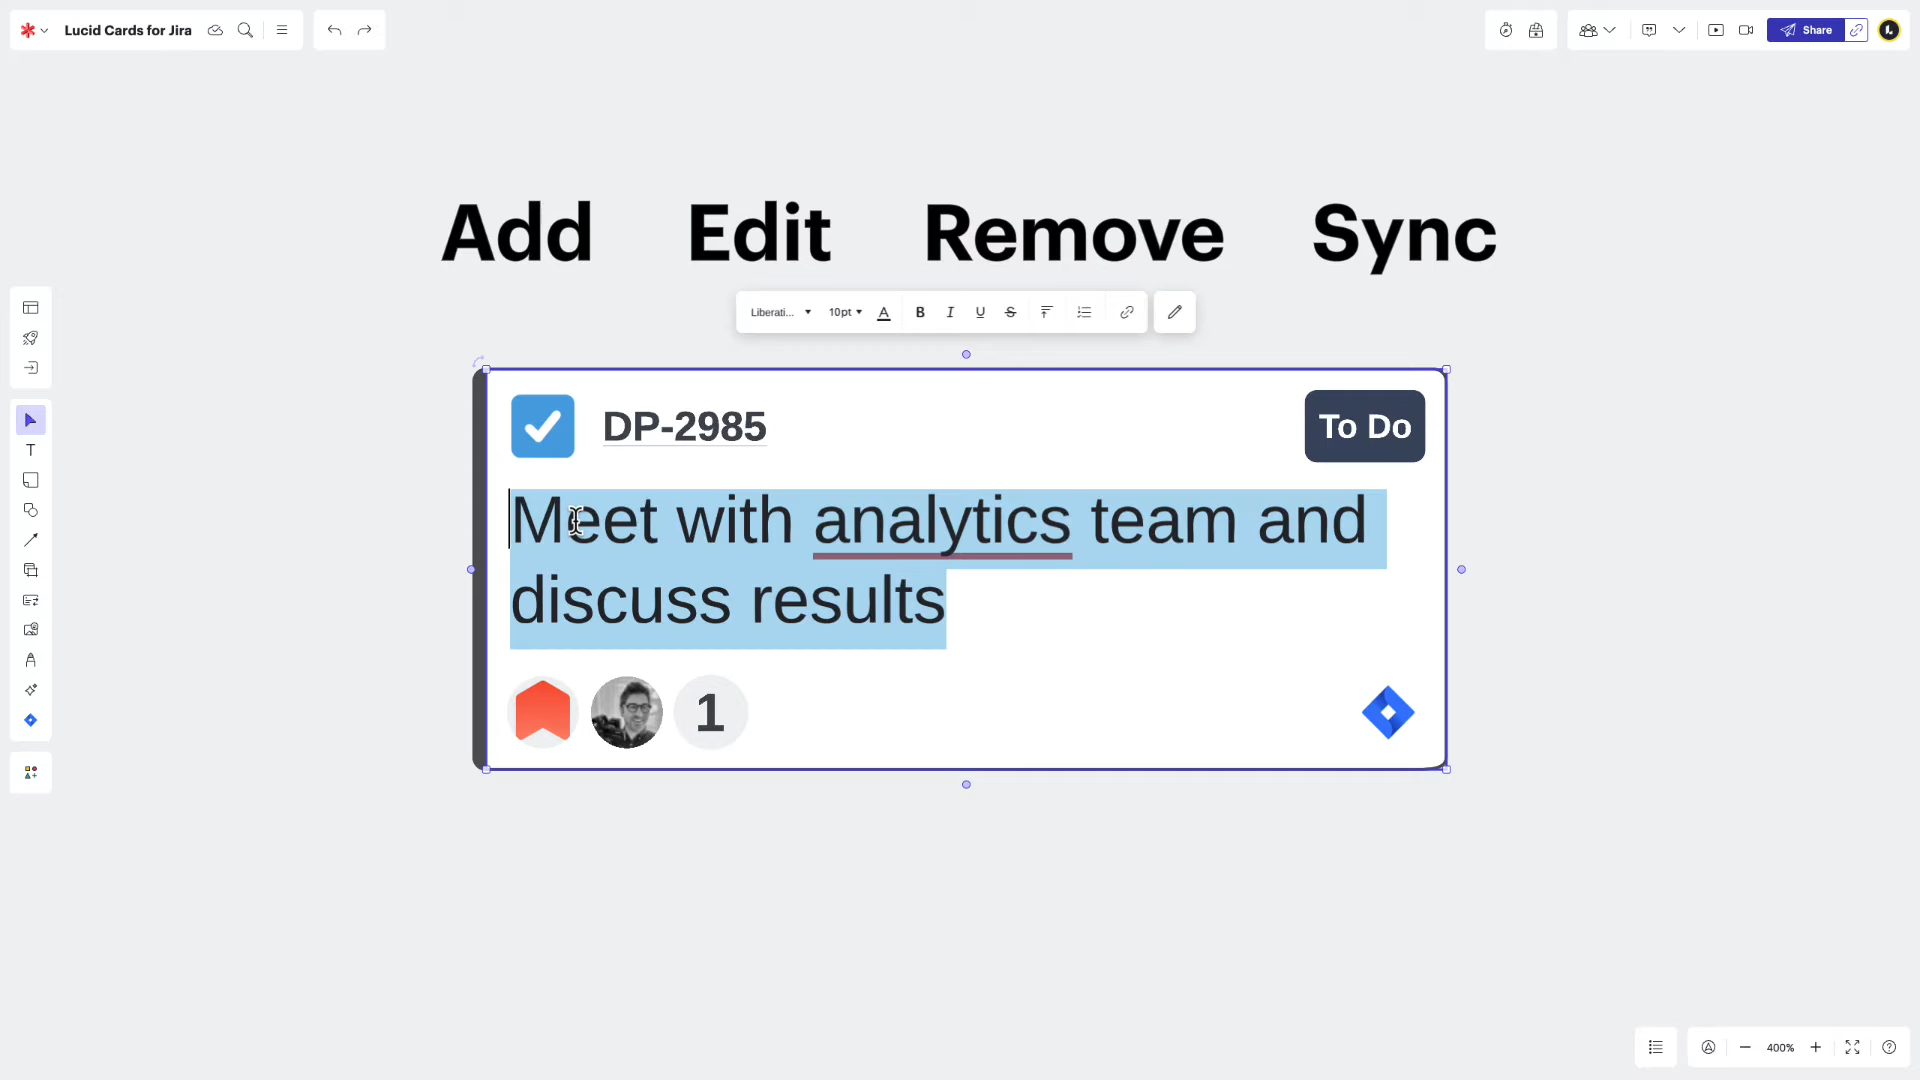 Lucid Cards for Jira
Share
Add Edit Remove Sync
Liberati... 10pt A B I U S
DP-2985
To Do
Meet with analytics team and
discuss results
1
400%